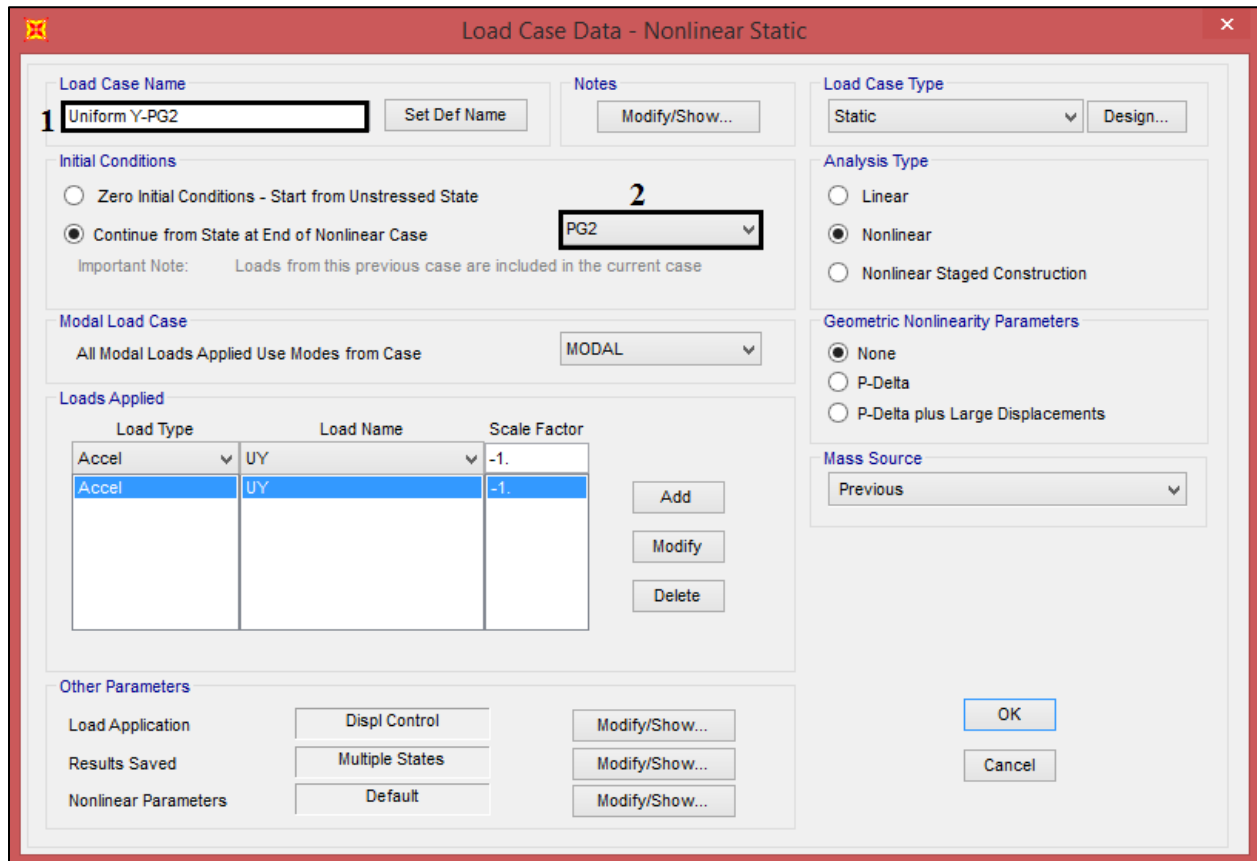 Load Case Data - Nonlinear Static
Load Case Name
1 Uniform Y-PG2
Set Def Name
Notes
Modify/Show...
Load Case Type
Static
Design...
Initial Conditions
Zero Initial Conditions - Start from Unstressed State
2
Continue from State at End of Nonlinear Case
PG2
Important Note: Loads from this previous case are included in the current case
Analysis Type
Linear
Nonlinear
Nonlinear Staged Construction
Modal Load Case
All Modal Loads Applied Use Modes from Case
MODAL
Geometric Nonlinearity Parameters
None
P-Delta
P-Delta plus Large Displacements
Loads Applied
Load Type Load Name Scale Factor
Accel UY -1.
Accel UY -1.
Add
Modify
Delete
Mass Source
Previous
Other Parameters
Load Application Displ Control Modify/Show...
Results Saved Multiple States Modify/Show...
Nonlinear Parameters Default Modify/Show...
OK
Cancel